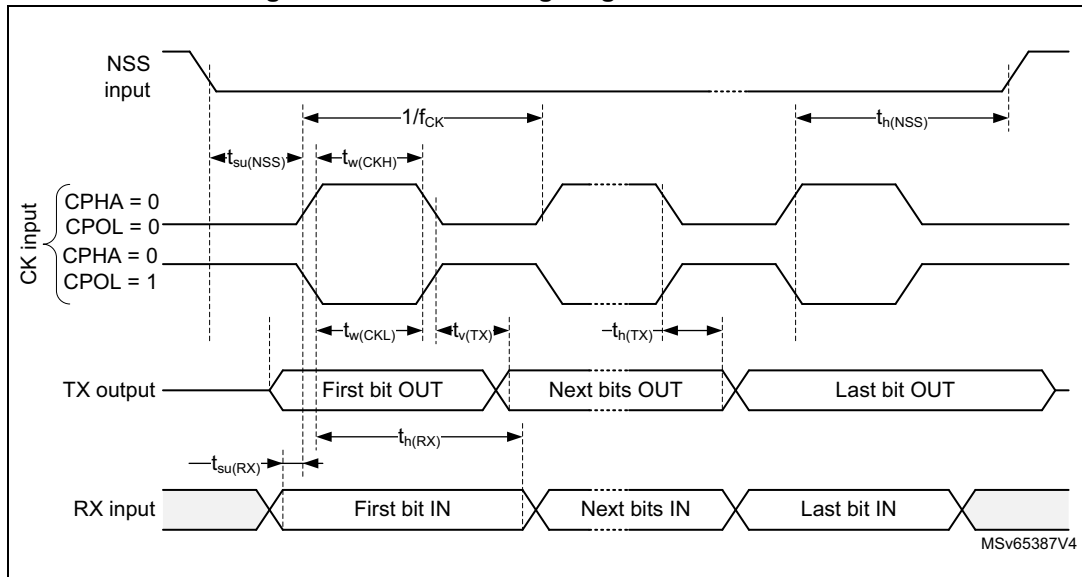 NSS
input
1/fCK
th(NSS)
tsu(NSS)
tw(CKH)
CK input
CPHA = 0
CPOL = 0
CPHA = 0
CPOL = 1
tw(CKL)
tv(TX)
th(TX)
TX output
First bit OUT
Next bits OUT
Last bit OUT
th(RX)
tsu(RX)
RX input
First bit IN
Next bits IN
Last bit IN
MSv65387V4